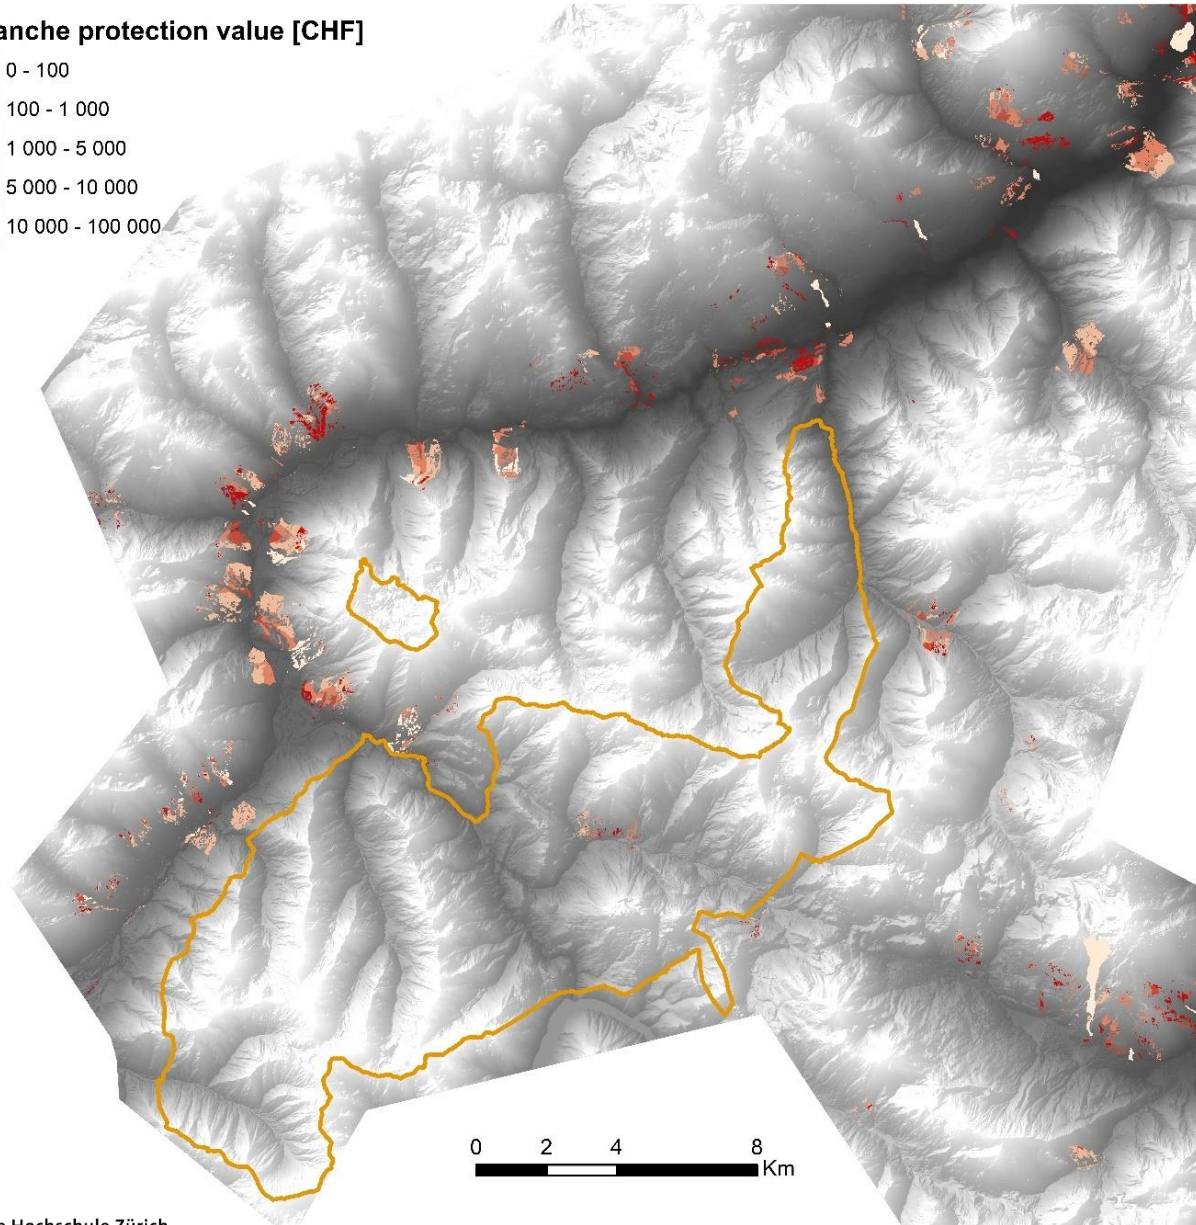 anche protection value [CHF]
0 - 100
100 - 1 000
1 000 - 5 000
5 000 - 10 000
10 000 - 100 000
0 2 4 8
Km
Hochschule Zürich